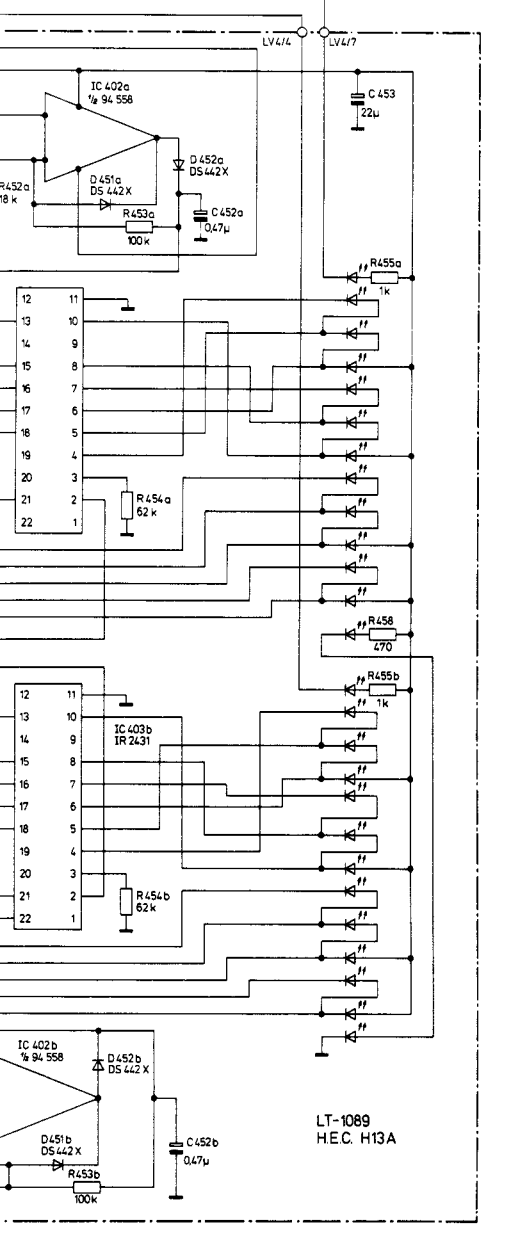 LV4/4
LV4/7
IC 402a
½ 94 558
C 453
22µ
D 452a
DS 442X
R452a
18 k
D 451a
DS 442X
R453a
100k
C 452a
0,47µ
R455a
1k
12 11
13 10
14 9
15 8
16 7
17 6
18 5
19 4
20 3
21 2
22 1
R 454a
62 k
R458
470
R455b
1k
12 11
13 10
14 9
15 8
16 7
17 6
18 5
19 4
20 3
21 2
22 1
IC 403b
IR 2431
R 454b
62k
IC 402b
½ 94 558
D 452b
DS 442 X
D451b
DS 442X
R453b
100k
C 452b
0,47µ
LT-1089
H.E.C. H13A